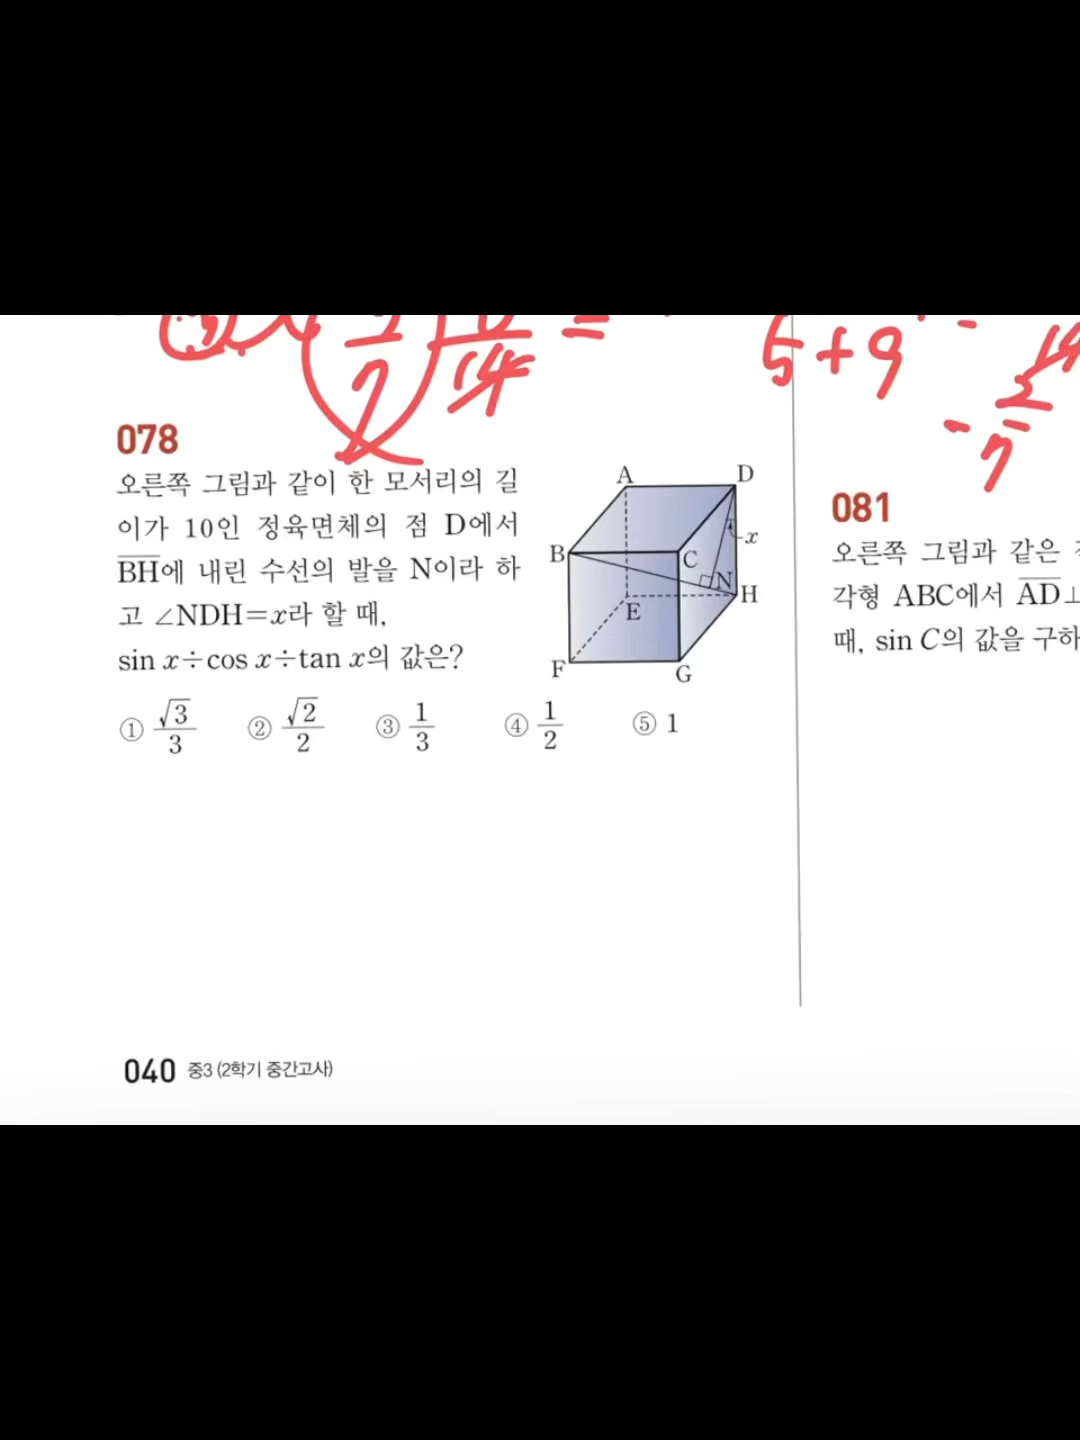 5+9
078
오른쪽 그림과 같이 한 모서리의 길
이가 10인 정육면체의 점 D에서
BH에 내린 수선의 발을 N이라 하
고 ∠NDH=x라 할 때,
sin x÷cos x÷tan x의 값은?
① √3/3 ② √2/2 ③ 1/3 ④ 1/2 ⑤ 1
A
D
B
C
x
N
H
E
F
G
081
오른쪽 그림과 같은
각형 ABC에서 AD⊥
때, sin C의 값을 구하
040 중3 (2학기 중간고사)